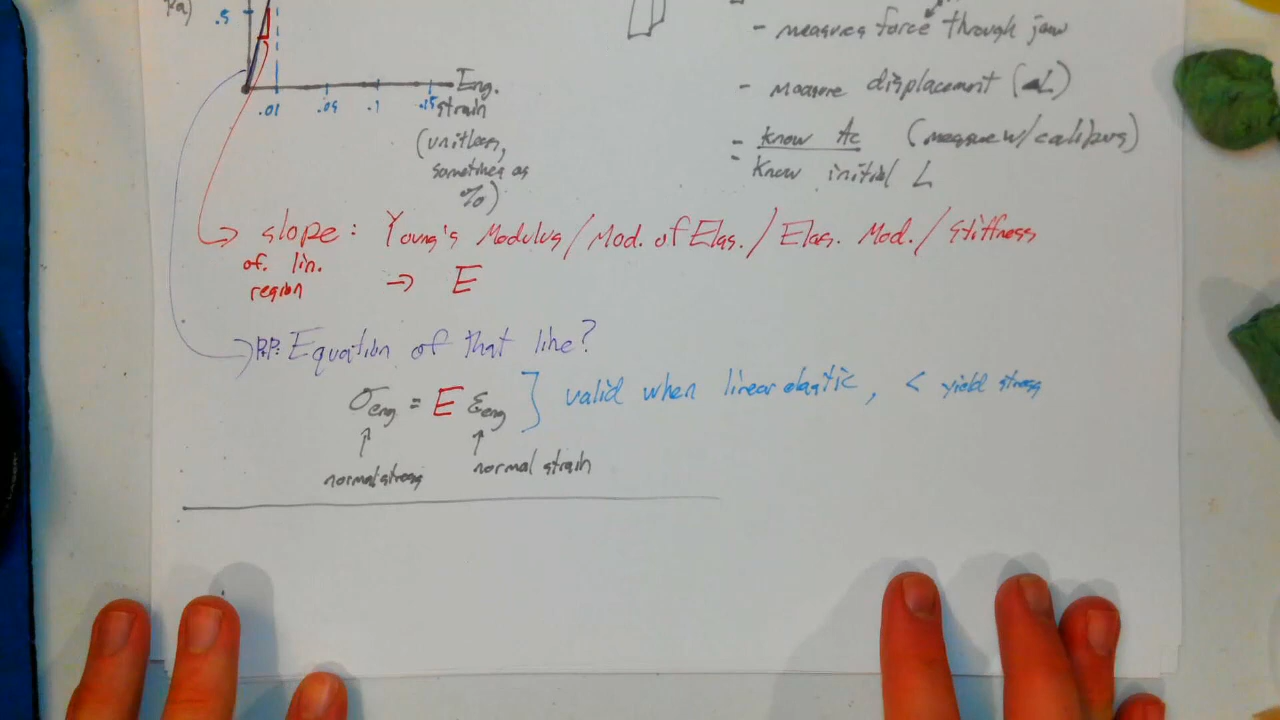 .5
.01 .05 .1 .15
Eng.
strain
(unitless,
sometimes as
%)
- measures force through jaw
- measure displacement (ΔL)
- know Ac (measure w/ calipers)
- know initial L
→ slope: Young's Modulus / Mod. of Elas. / Elas. Mod. / Stiffness
of lin.
region → E
P.P: Equation of that line?
σeng = E εeng } valid when linear elastic, < yield stress
↑ ↑
normal stress normal strain